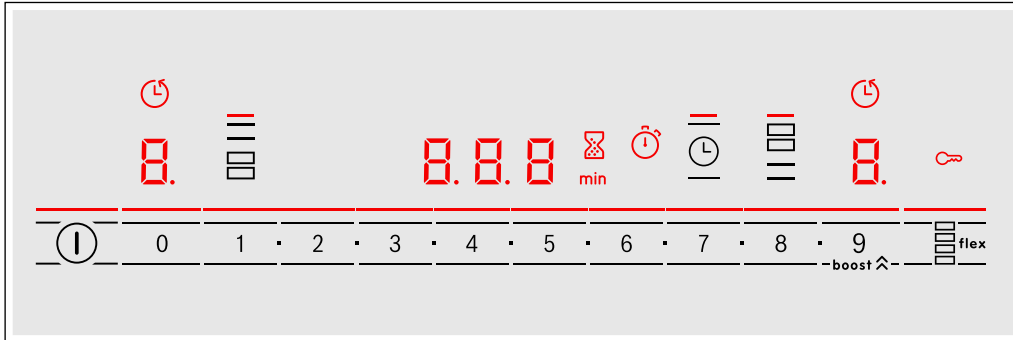 8. 8.8.8 8.
min
0 1 · 2 · 3 · 4 · 5 · 6 · 7 · 8 · 9 flex
boost